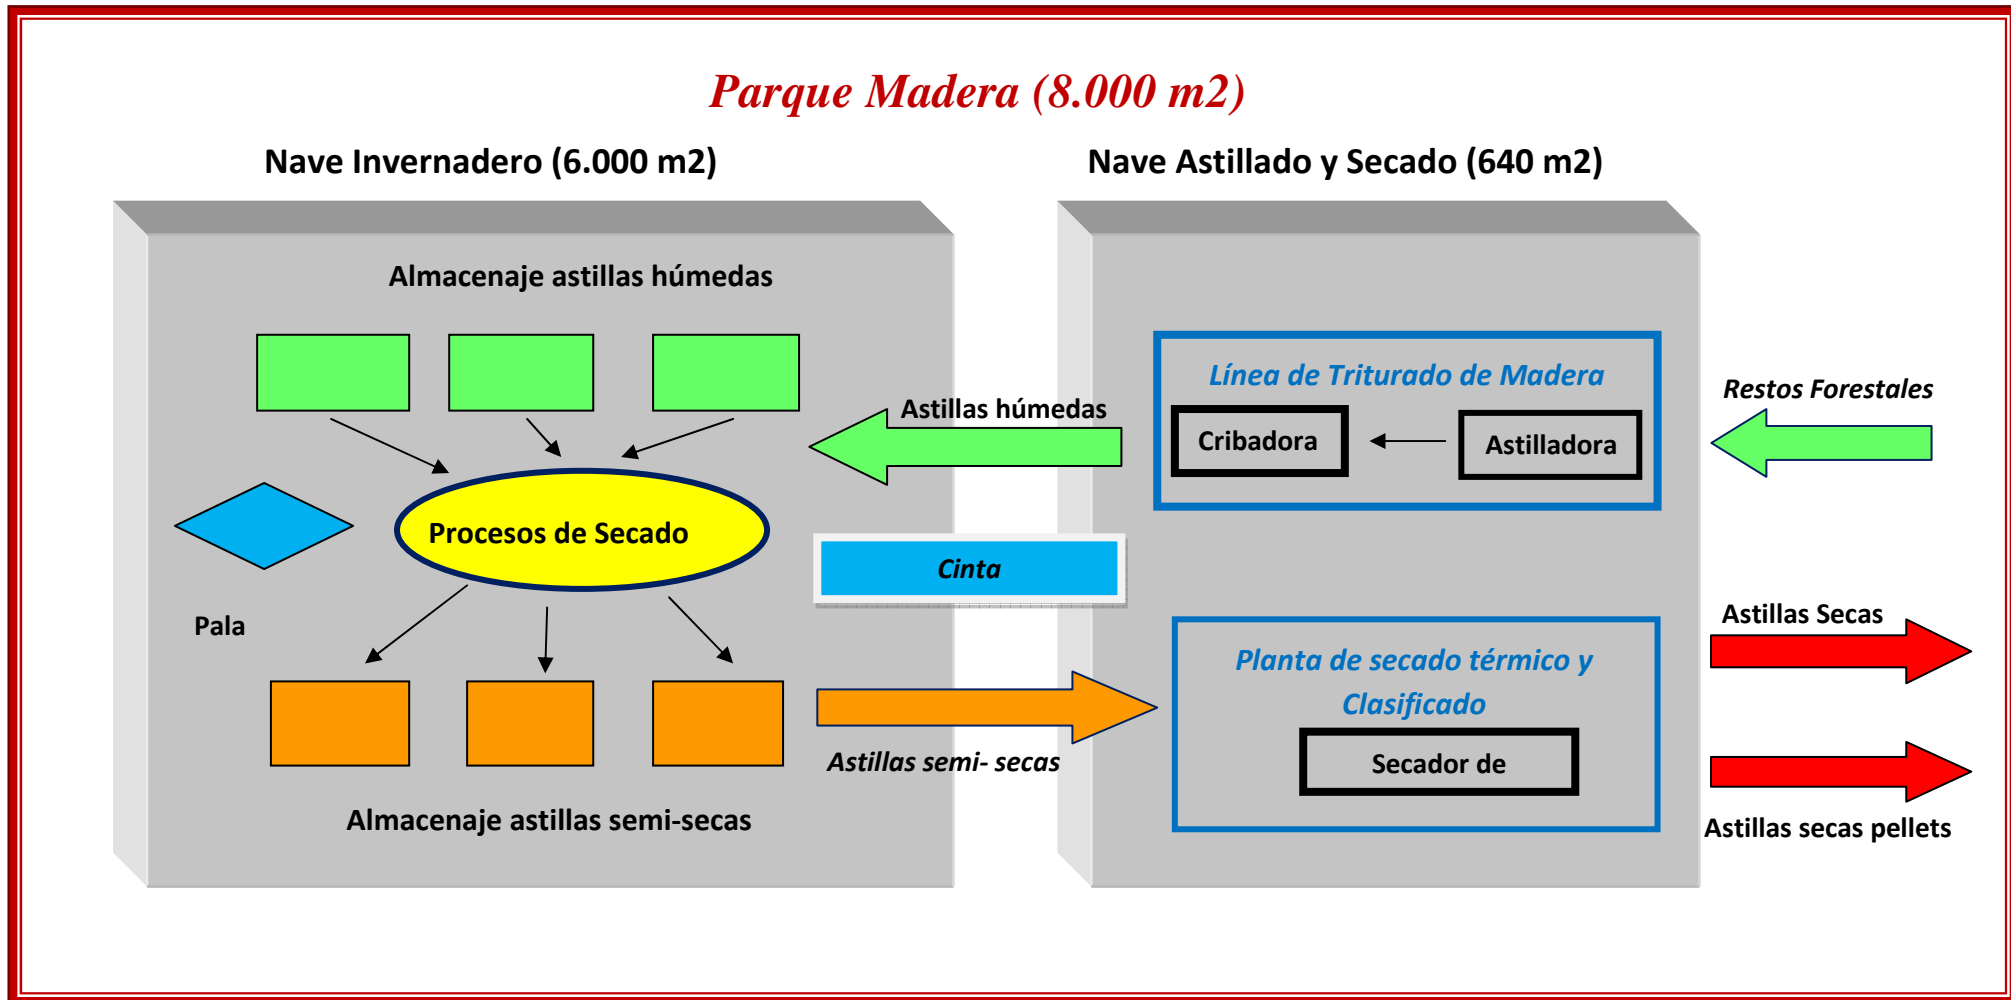 Parque Madera (8.000 m2)
Nave Invernadero (6.000 m2)
Nave Astillado y Secado (640 m2)
Almacenaje astillas húmedas
Procesos de Secado
Pala
Almacenaje astillas semi-secas
Astillas húmedas
Cinta
Astillas semi- secas
Línea de Triturado de Madera
Cribadora
Astilladora
Planta de secado térmico y
Clasificado
Secador de
Restos Forestales
Astillas Secas
Astillas secas pellets